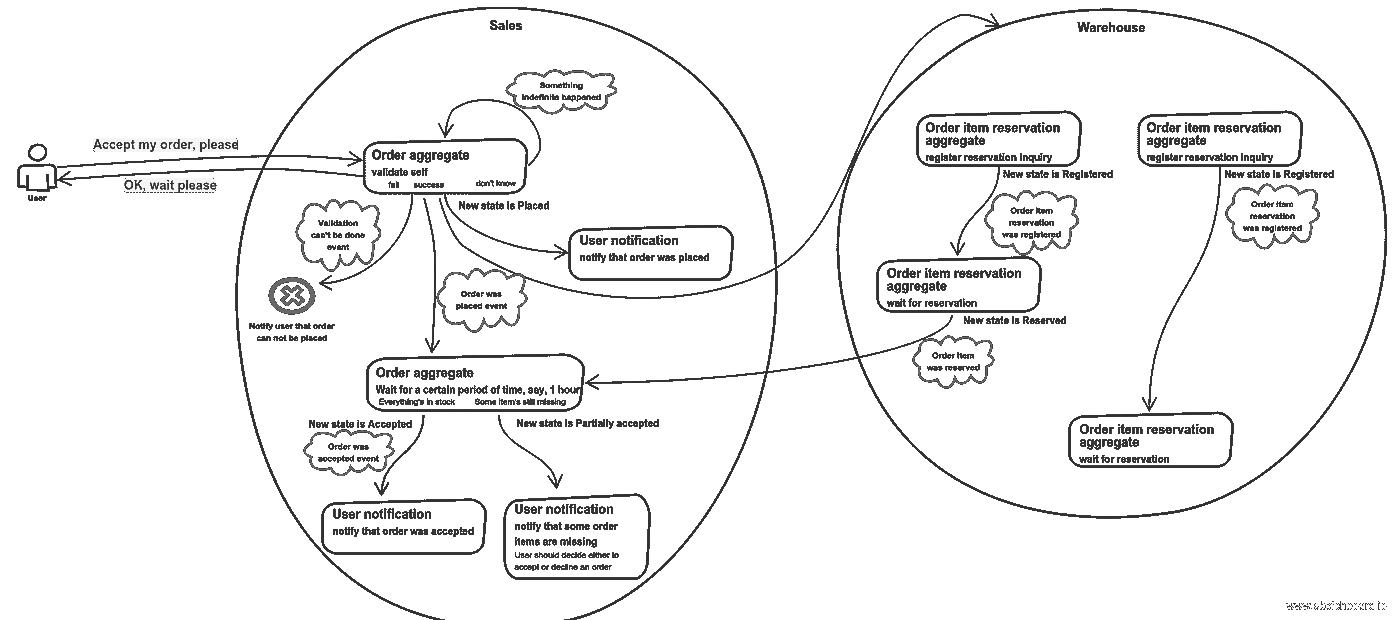 Sales
Warehouse
Something
indefinite happened
Accept my order, please
OK, wait please
User
Order aggregate
validate self
fail success don't know
New state is Placed
Validation
can't be done
event
User notification
notify that order was placed
Order was
placed event
Notify user that order
can not be placed
Order aggregate
Wait for a certain period of time, say, 1 hour
Everything's in stock Some item's still missing
New state is Accepted
New state is Partially accepted
Order was
accepted event
User notification
notify that order was accepted
User notification
notify that some order
items are missing
User should decide either to
accept or decline an order
Order item reservation
aggregate
register reservation inquiry
New state is Registered
Order item
reservation
was registered
Order item reservation
aggregate
wait for reservation
New state is Reserved
Order item
was reserved
Order item reservation
aggregate
register reservation inquiry
New state is Registered
Order item
reservation
was registered
Order item reservation
aggregate
wait for reservation